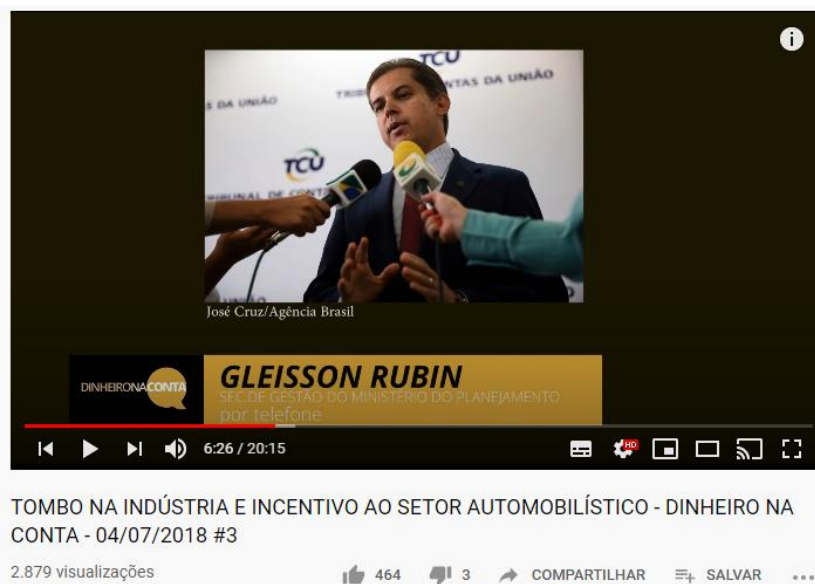 TCU
TRIBUNAL DE CONTAS DA UNIÃO
S DA UNIÃO
TCU
TRIBUNAL DE CONT
UNIÃO
José Cruz/Agência Brasil
DINHEIRONACONTA
GLEISSON RUBIN
SEC.DE GESTÃO DO MINISTÉRIO DO PLANEJAMENTO
por telefone
HD
6:26 / 20:15
TOMBO NA INDÚSTRIA E INCENTIVO AO SETOR AUTOMOBILÍSTICO - DINHEIRO NA
CONTA - 04/07/2018 #3
2.879 visualizações 464 3 COMPARTILHAR SALVAR